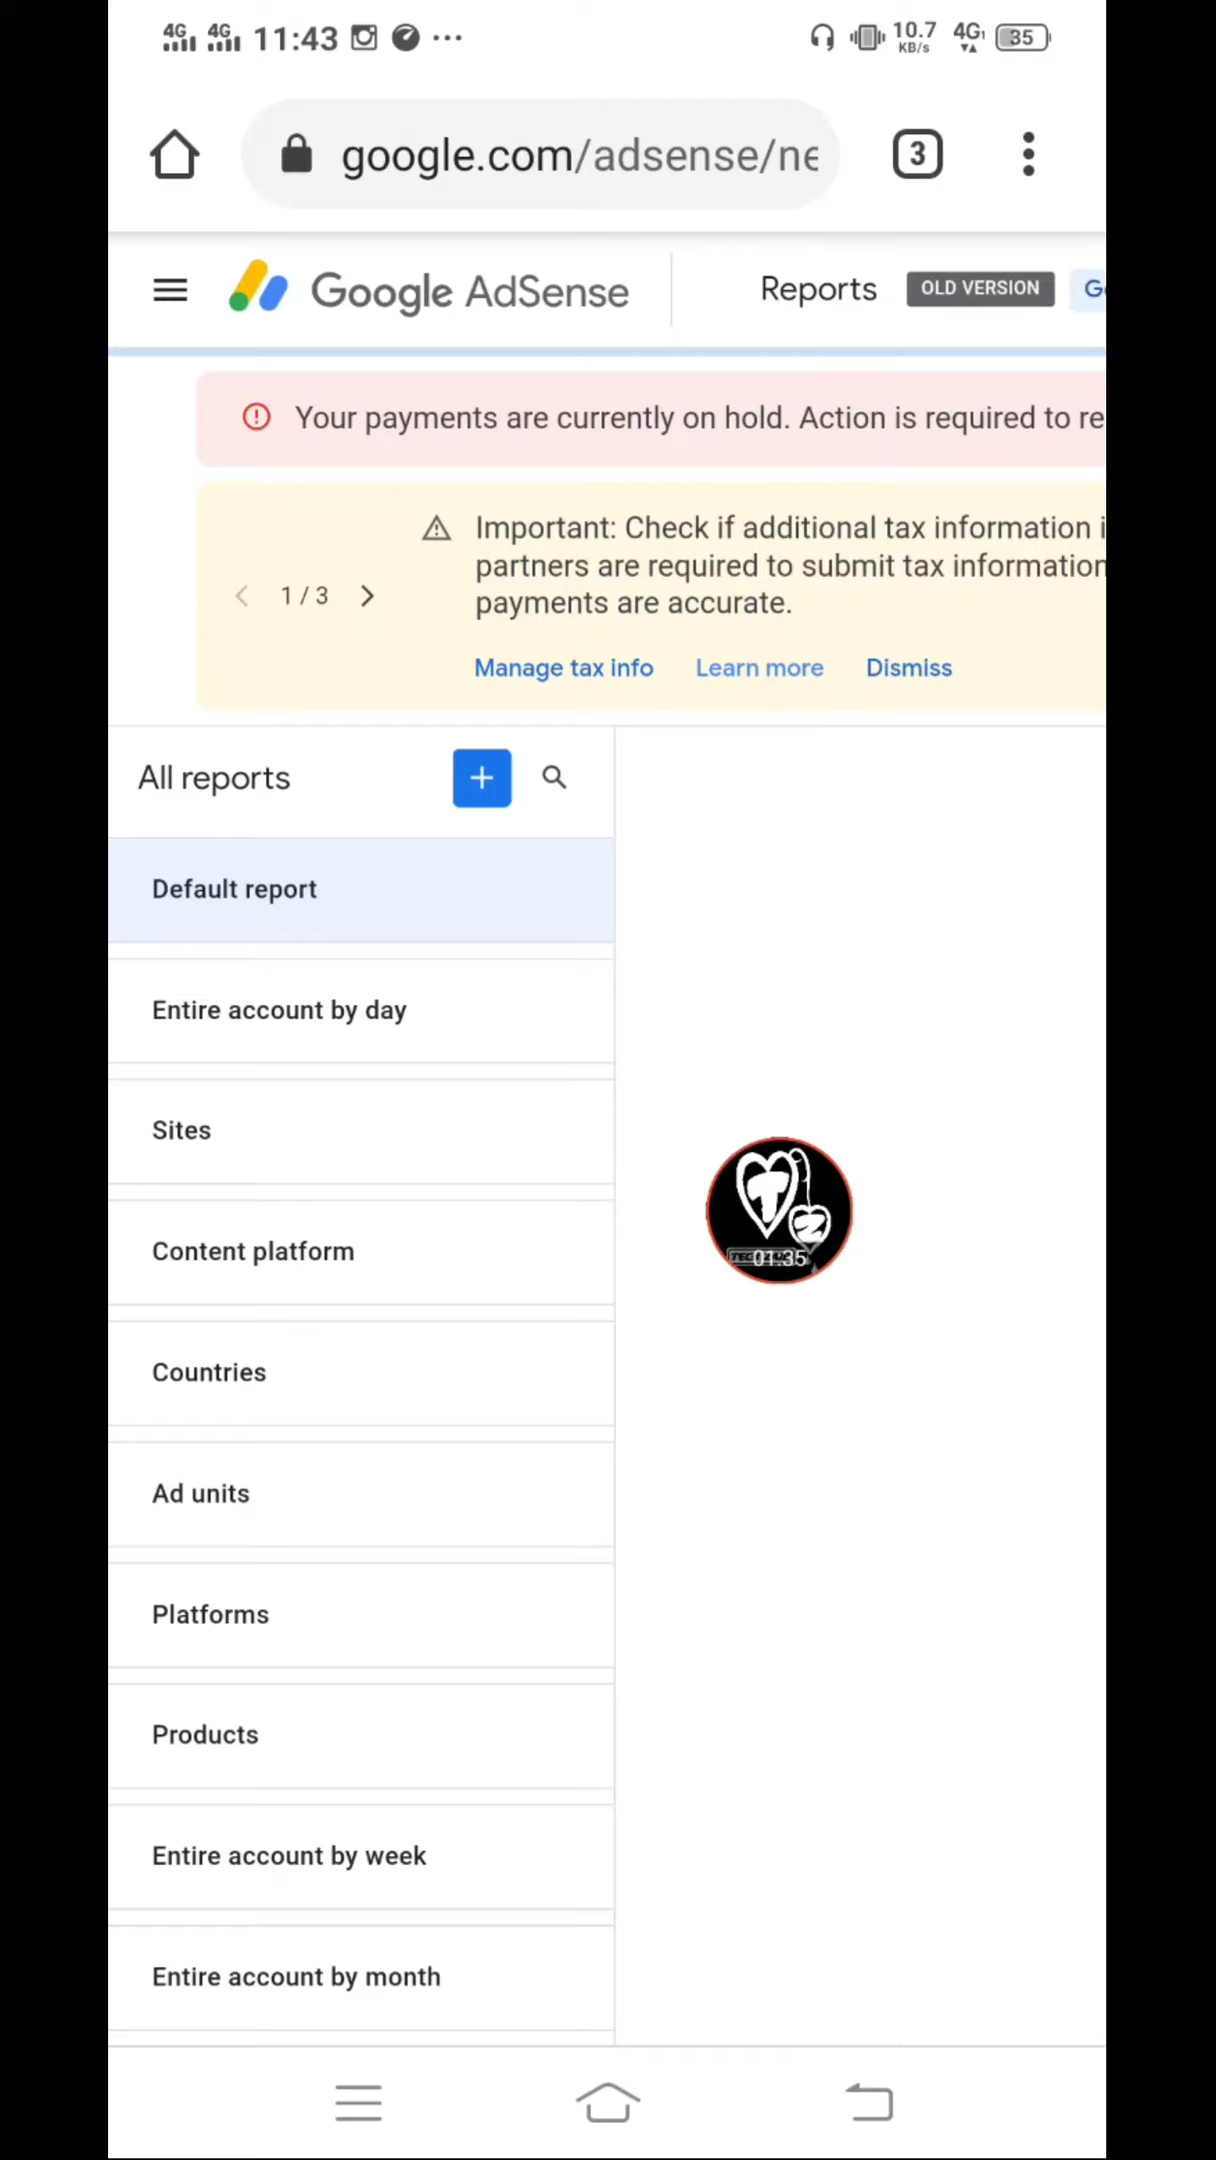 4G 4G 11:43 10.7 KB/s 4G 35
google.com/adsense/ne
3
Google AdSense Reports OLD VERSION G
Your payments are currently on hold. Action is required to re
Important: Check if additional tax information i
partners are required to submit tax information
payments are accurate.
1 / 3
Manage tax info Learn more Dismiss
All reports
Default report
Entire account by day
Sites
Content platform
Countries
Ad units
Platforms
Products
Entire account by week
Entire account by month
T
Z
01:35